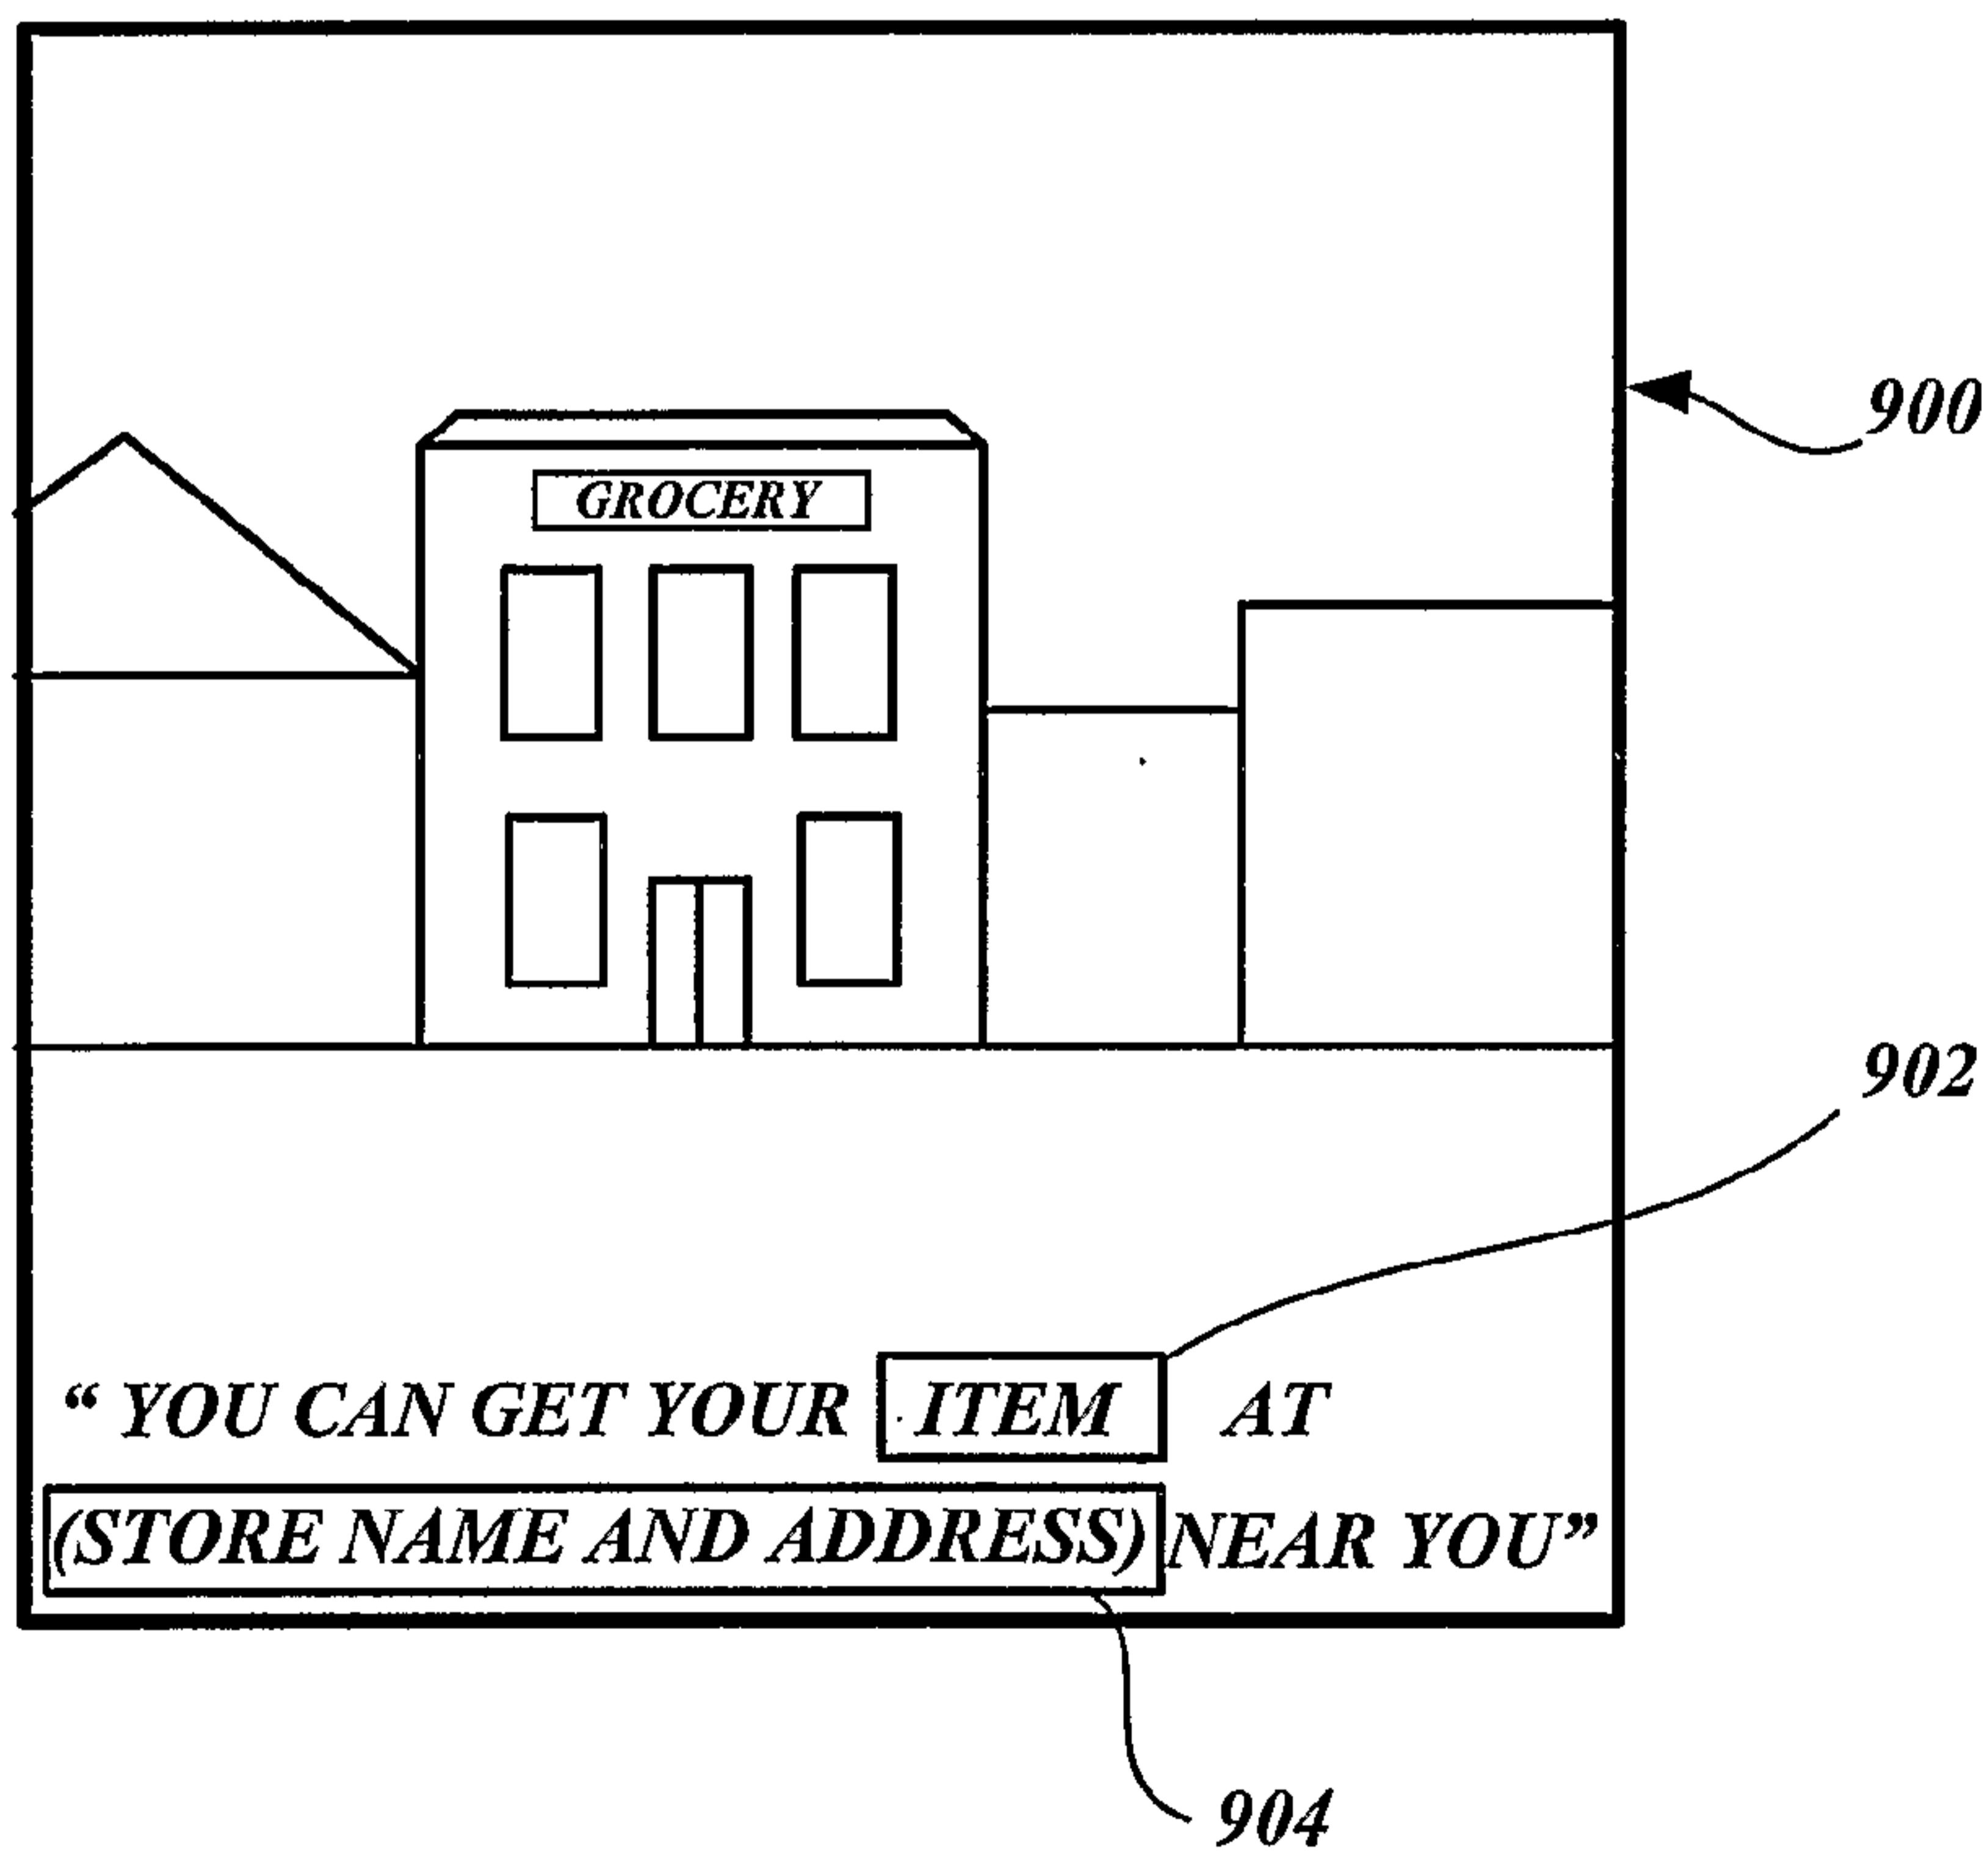 GROCERY
900
902
“ YOU CAN GET YOUR ITEM AT
(STORE NAME AND ADDRESS) NEAR YOU”
904